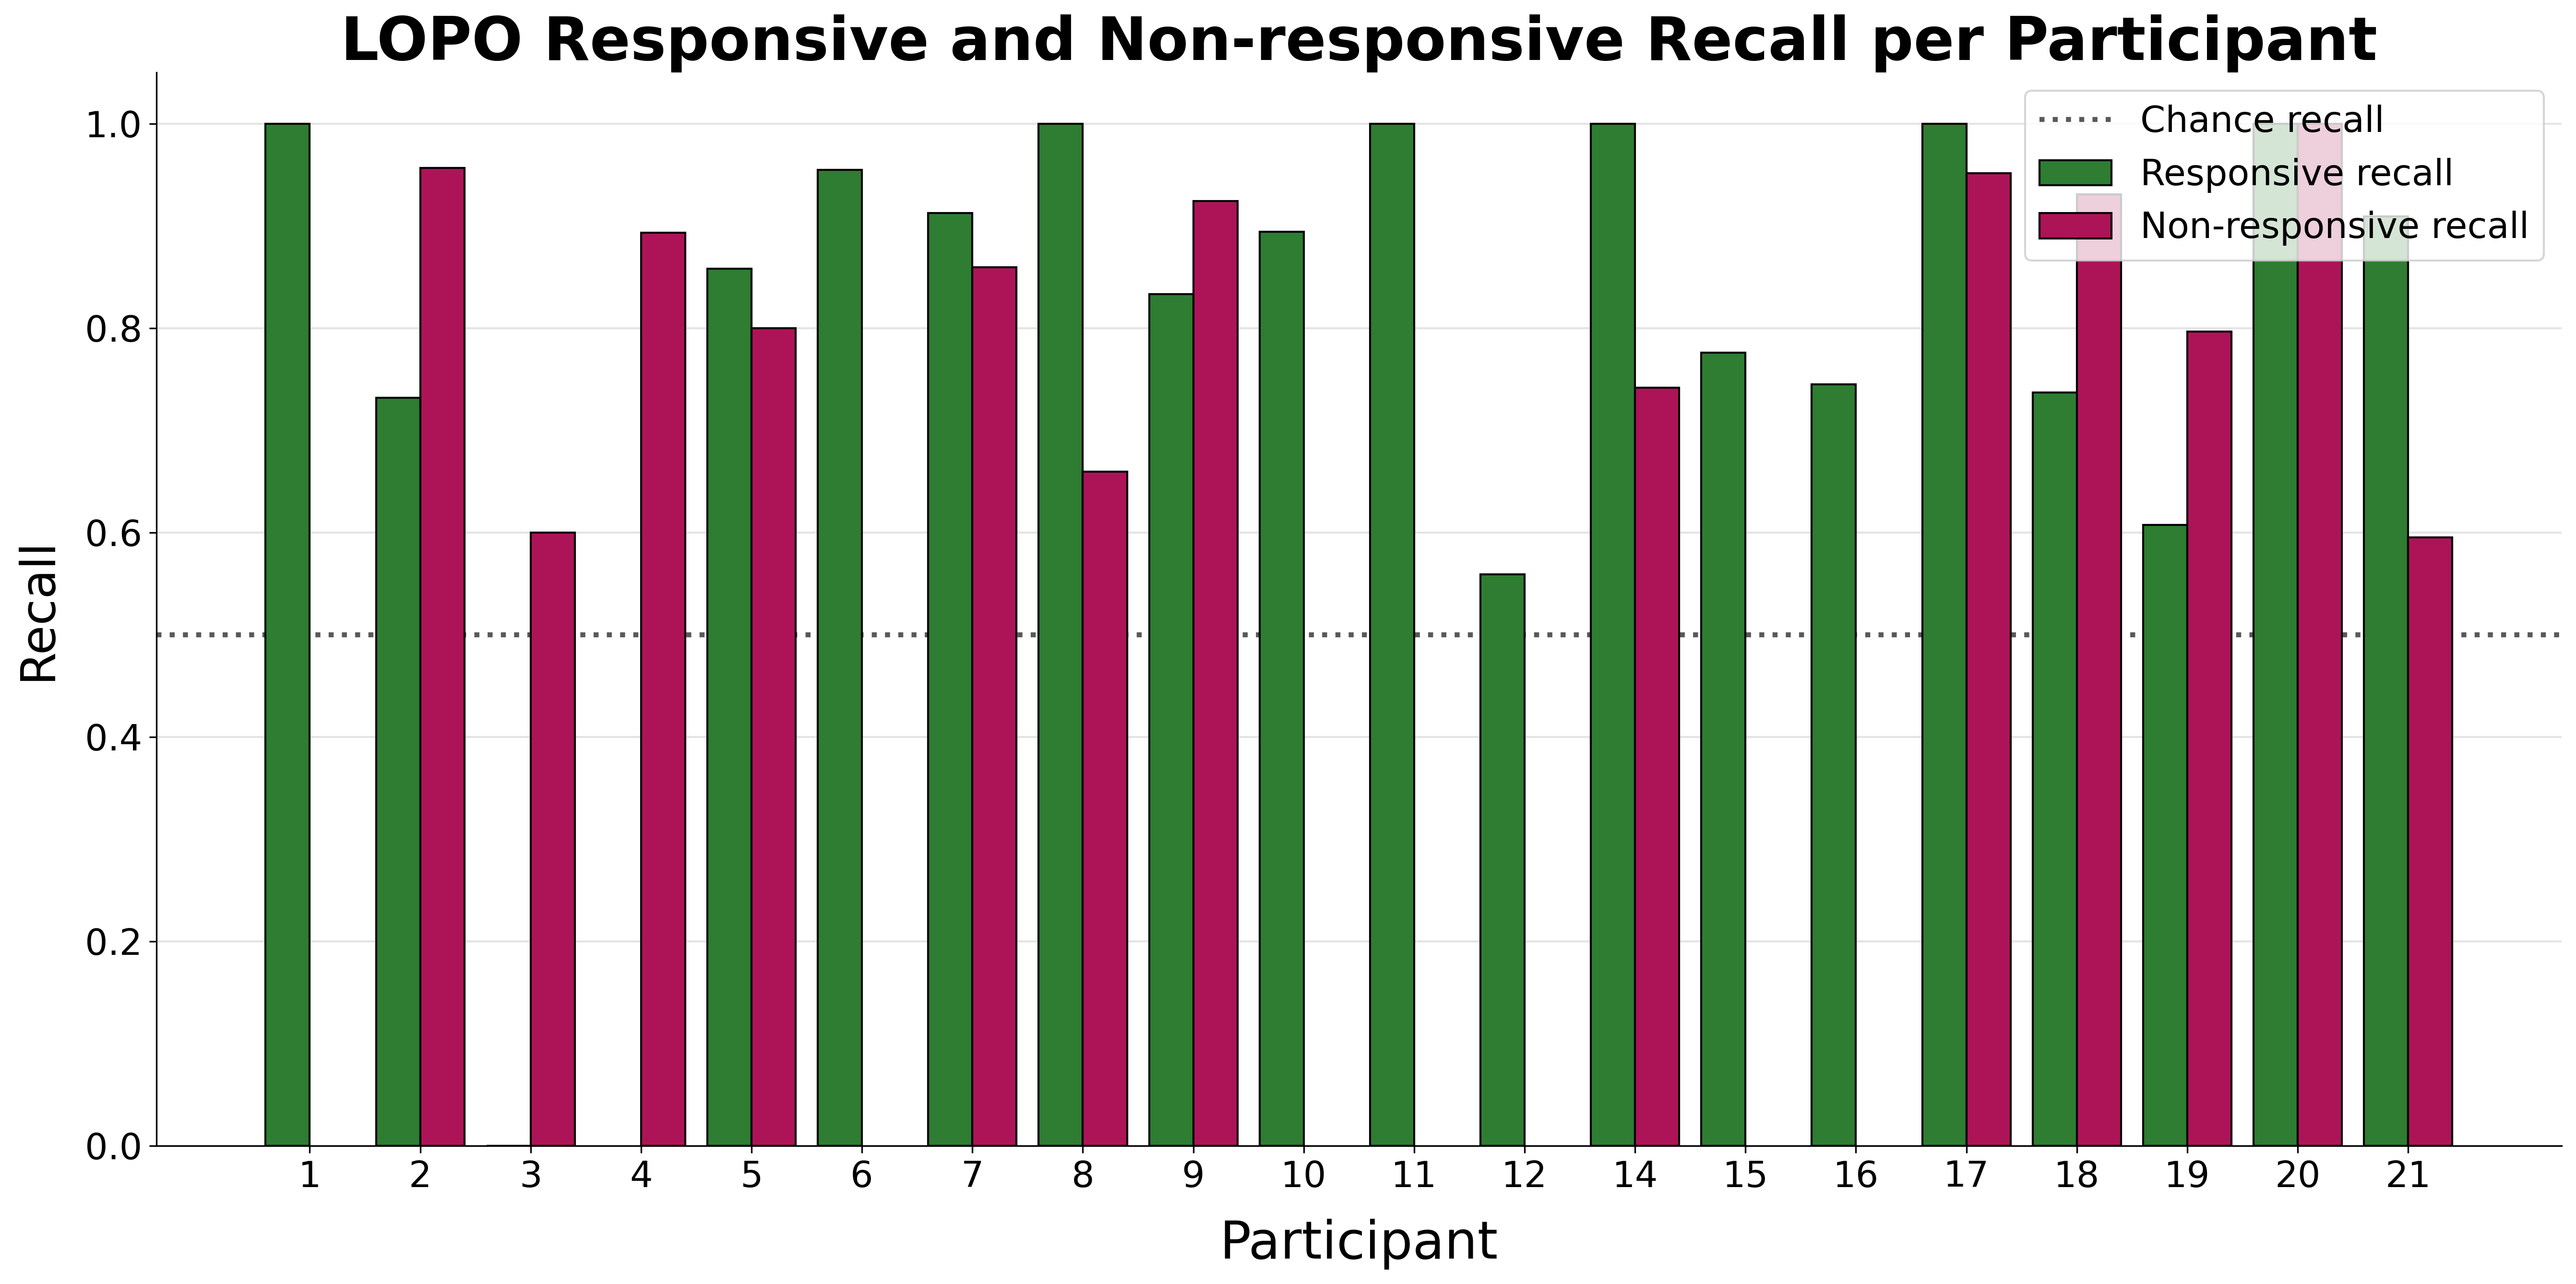 LOPO Responsive and Non-responsive Recall per Participant
Chance recall
Responsive recall
Non-responsive recall
Recall
1.0
0.8
0.6
0.4
0.2
0.0
1 2 3 4 5 6 7 8 9 10 11 12 14 15 16 17 18 19 20 21
Participant